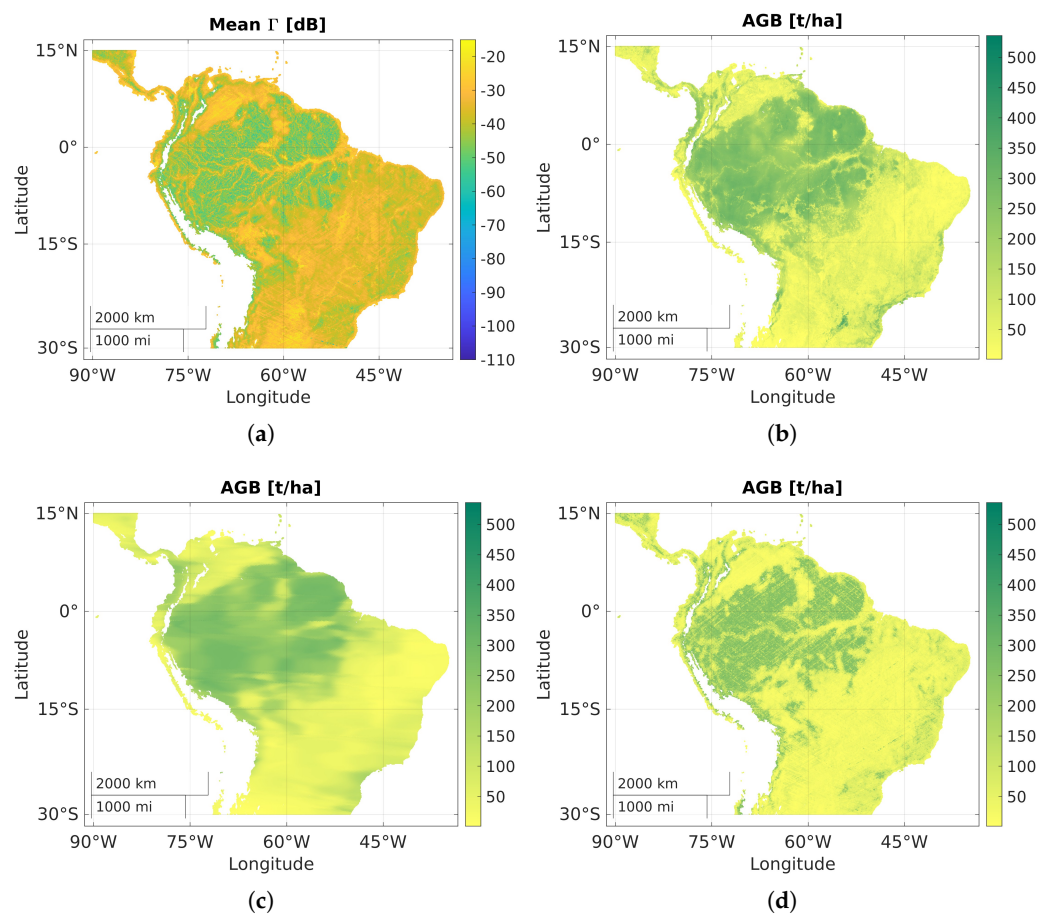 Mean Γ [dB]
15°N
0°
15°S
30°S
90°W 75°W 60°W 45°W
Latitude
Longitude
2000 km
1000 mi
-20
-30
-40
-50
-60
-70
-80
-90
-100
-110
(a)
AGB [t/ha]
15°N
0°
15°S
30°S
90°W 75°W 60°W 45°W
Latitude
Longitude
2000 km
1000 mi
500
450
400
350
300
250
200
150
100
50
(b)
AGB [t/ha]
15°N
0°
15°S
30°S
90°W 75°W 60°W 45°W
Latitude
Longitude
2000 km
1000 mi
500
450
400
350
300
250
200
150
100
50
(c)
AGB [t/ha]
15°N
0°
15°S
30°S
90°W 75°W 60°W 45°W
Latitude
Longitude
2000 km
1000 mi
500
450
400
350
300
250
200
150
100
50
(d)